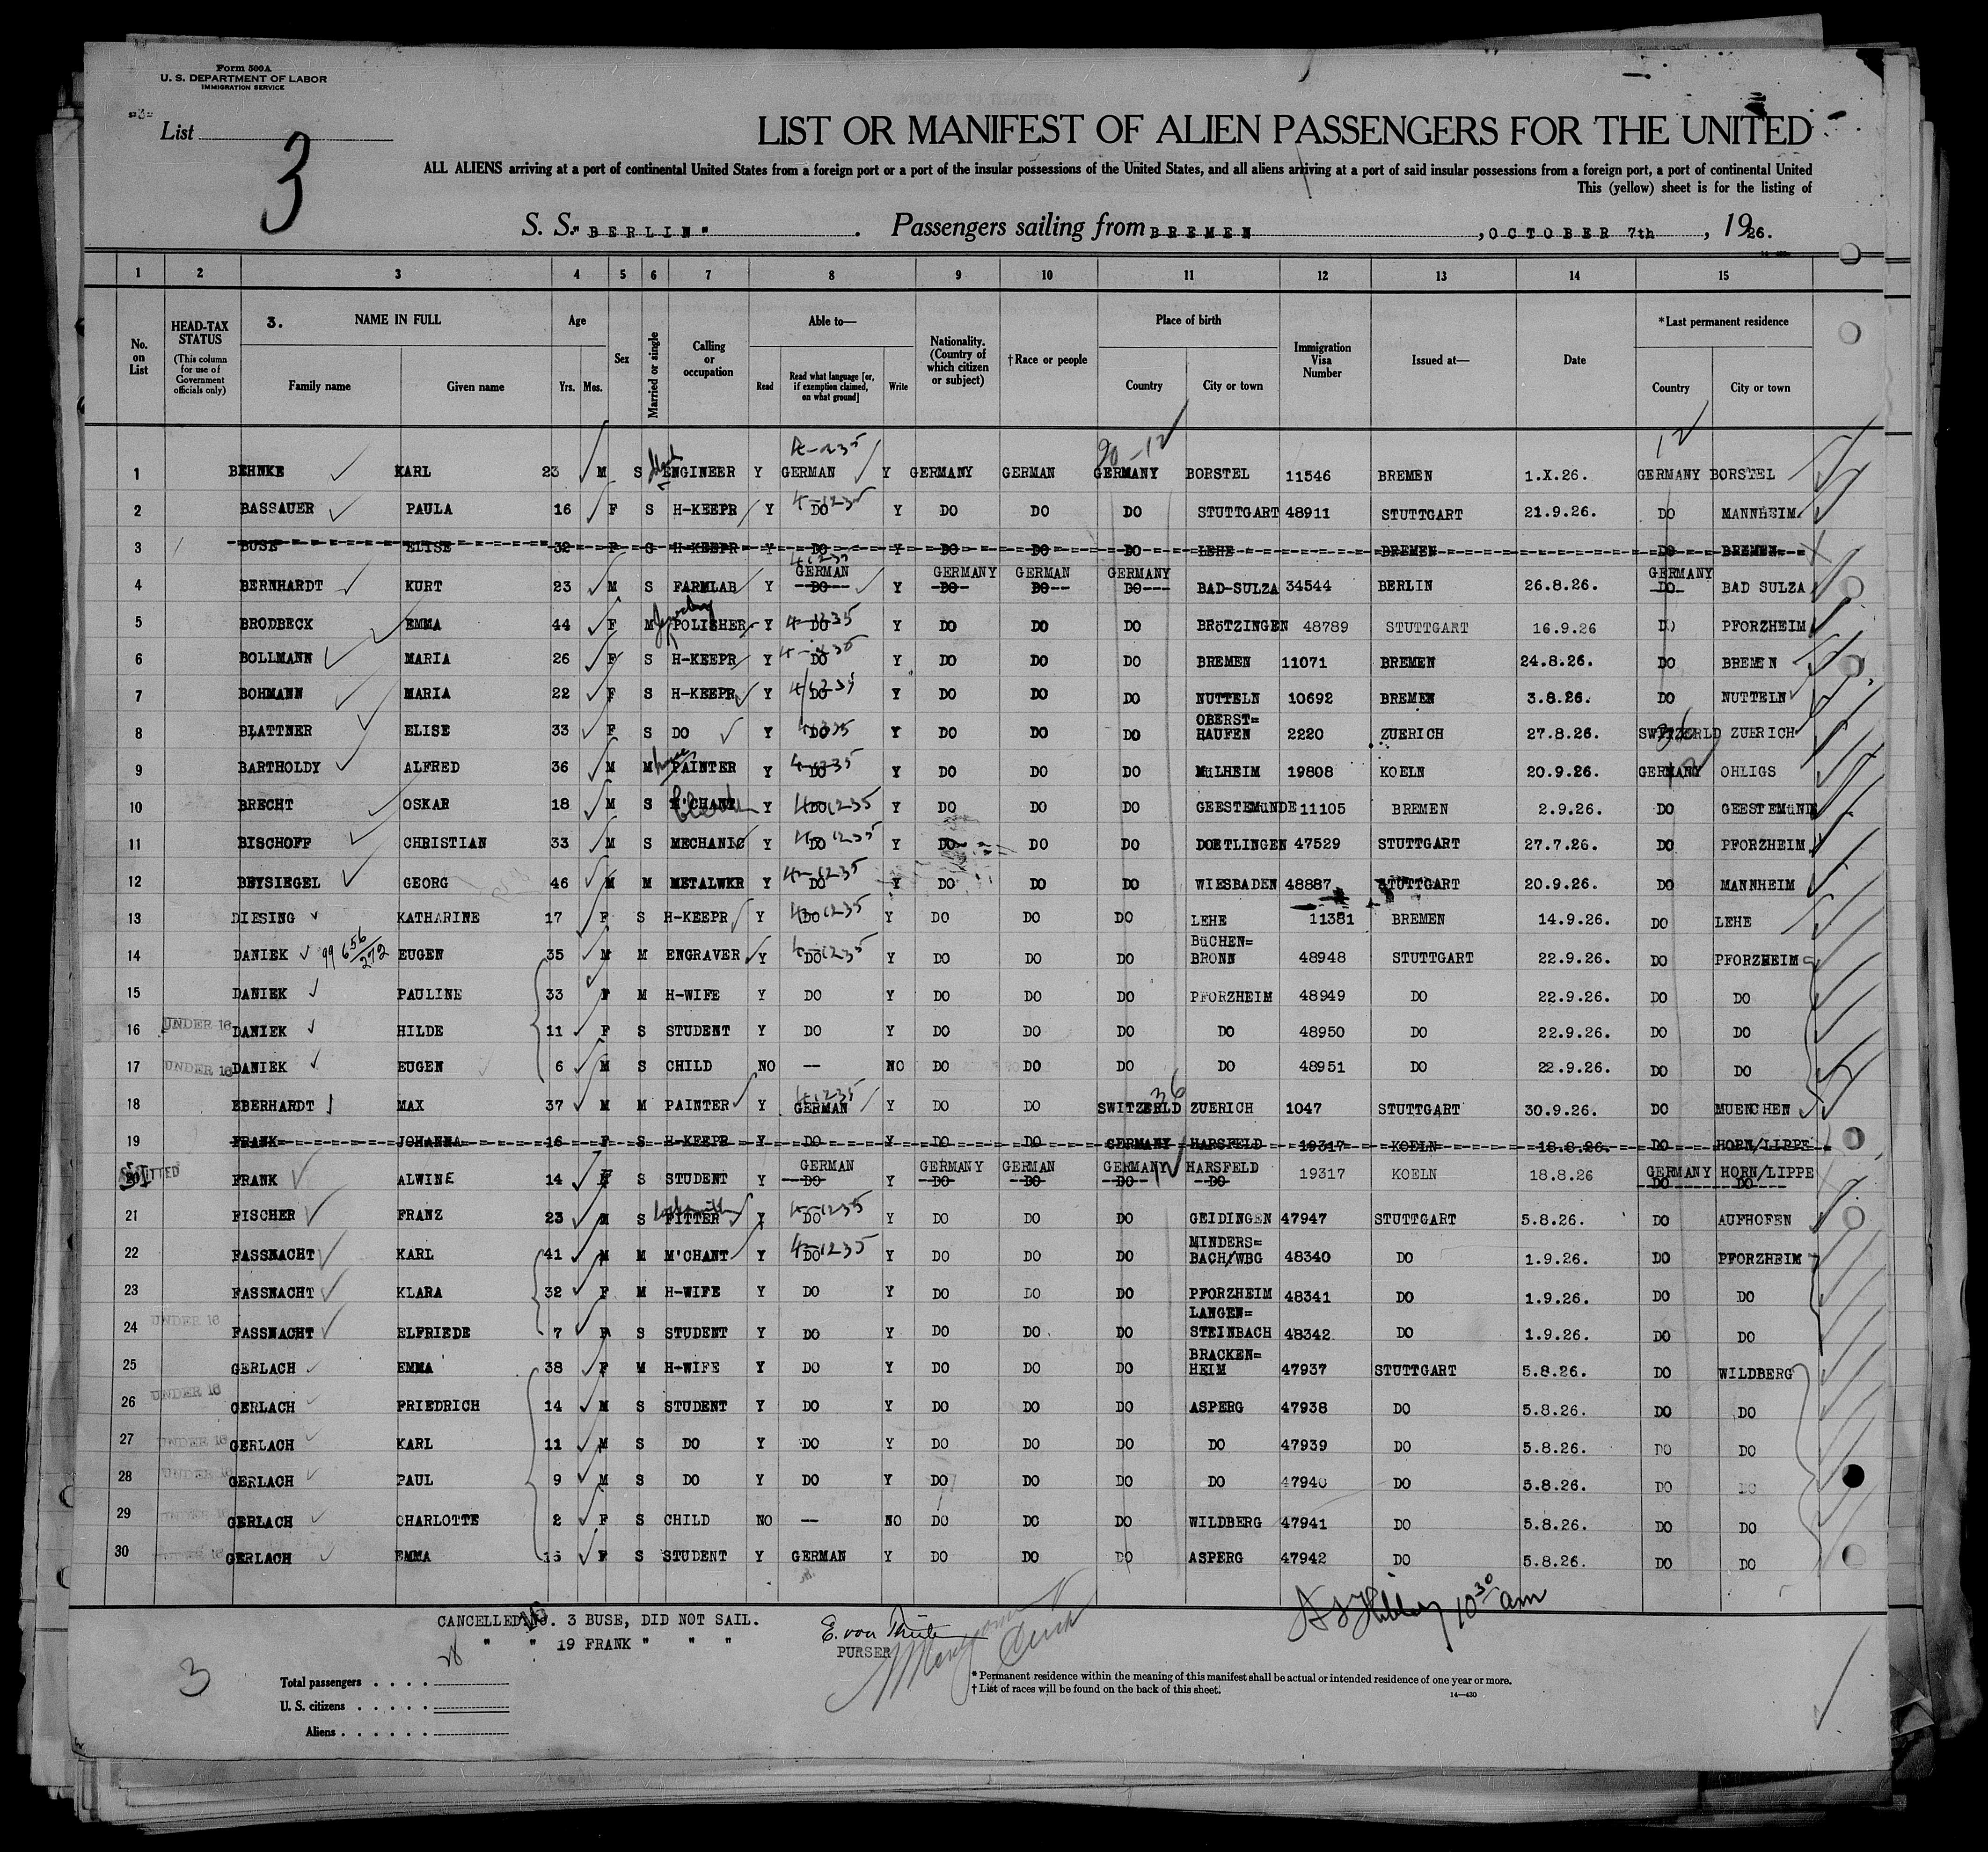 Form 500A
U. S. DEPARTMENT OF LABOR
IMMIGRATION SERVICE
=3=
List
3
LIST OR MANIFEST OF ALIEN PASSENGERS FOR THE UNITED
ALL ALIENS arriving at a port of continental United States from a foreign port or a port of the insular possessions of the United States, and all aliens arriving at a port of said insular possessions from a foreign port, a port of continental United
This (yellow) sheet is for the listing of
S. S. "BERLIN" . Passengers sailing from BREMEN , OCTOBER 7th , 1926.
1 2 3 4 5 6 7 8 9 10 11 12 13 14 15
No. on List
HEAD-TAX STATUS (This column for use of Government officials only)
3. NAME IN FULL
Family name Given name
Age
Yrs. Mos.
Sex
Married or single
Calling or occupation
Able to—
Read Read what language [or, if exemption claimed, on what ground] Write
Nationality. (Country of which citizen or subject)
†Race or people
Place of birth
Country City or town
Immigration Visa Number
Issued at—
Date
*Last permanent residence
Country City or town
1 BEHNKE KARL 23 M S ENGINEER Y GERMAN Y GERMANY GERMAN GERMANY BORSTEL 11546 BREMEN 1.X.26. GERMANY BORSTEL
2 BASSAUER PAULA 16 F S H-KEEPR Y DO Y DO DO DO STUTTGART 48911 STUTTGART 21.9.26. DO MANNHEIM
3 BUSE ELISE 32 F S H-KEEPR Y DO Y DO DO DO LEHE BREMEN DO BREMEN
GERMAN GERMANY GERMAN GERMANY GERMANY
4 BERNHARDT KURT 23 M S FARMLAB Y DO Y DO DO DO BAD-SULZA 34544 BERLIN 26.8.26. DO BAD SULZA
5 BRODBECK EMMA 44 F M POLISHER Y DO Y DO DO DO BRöTZINGEN 48789 STUTTGART 16.9.26 DO PFORZHEIM
6 BOLLMANN MARIA 26 F S H-KEEPR Y DO Y DO DO DO BREMEN 11071 BREMEN 24.8.26. DO BREMEN
7 BOHMANN MARIA 22 F S H-KEEPR Y DO Y DO DO DO NUTTELN 10692 BREMEN 3.8.26. DO NUTTELN
8 BLATTNER ELISE 33 F S DO Y DO Y DO DO DO OBERST=HAUFEN 2220 ZUERICH 27.8.26. SWITZERLD ZUERICH
9 BARTHOLDY ALFRED 36 M M PAINTER Y DO Y DO DO DO MüLHEIM 19808 KOELN 20.9.26. GERMANY OHLIGS
10 BRECHT OSKAR 18 M S M'CHANT Y DO Y DO DO DO GEESTEMüNDE 11105 BREMEN 2.9.26. DO GEESTEMüND
11 BISCHOFF CHRISTIAN 33 M S MECHANIC Y DO Y DO DO DO DOETLINGEN 47529 STUTTGART 27.7.26. DO PFORZHEIM
12 BEYSIEGEL GEORG 46 M M METALWKR Y DO Y DO DO DO WIESBADEN 48887 STUTTGART 20.9.26. DO MANNHEIM
13 DIESING KATHARINE 17 F S H-KEEPR Y DO Y DO DO DO LEHE 11381 BREMEN 14.9.26. DO LEHE
14 DANIEK EUGEN 35 M M ENGRAVER Y DO Y DO DO DO BüCHEN=BRONN 48948 STUTTGART 22.9.26. DO PFORZHEIM
15 DANIEK PAULINE 33 F M H-WIFE Y DO Y DO DO DO PFORZHEIM 48949 DO 22.9.26. DO DO
16 UNDER 16 DANIEK HILDE 11 F S STUDENT Y DO Y DO DO DO DO 48950 DO 22.9.26. DO DO
17 UNDER 16 DANIEK EUGEN 6 M S CHILD NO -- NO DO DO DO DO 48951 DO 22.9.26. DO DO
18 EBERHARDT MAX 37 M M PAINTER Y GERMAN Y DO DO SWITZERLD ZUERICH 1047 STUTTGART 30.9.26. DO MUENCHEN
19 FRANK JOHANNA 16 F S H-KEEPR Y DO Y DO DO GERMANY HARSFELD 19317 KOELN 18.8.26. DO HORN/LIPPE
GERMAN GERMANY GERMAN GERMANY HARSFELD GERMANY HORN/LIPPE
20 FRANK ALWINE 14 F S STUDENT Y DO Y DO DO DO DO 19317 KOELN 18.8.26 DO DO
21 FISCHER FRANZ 23 M S FITTER Y DO Y DO DO DO GEIDINGEN 47947 STUTTGART 5.8.26. DO AUFHOFEN
22 FASSNACHT KARL 41 M M M'CHANT Y DO Y DO DO DO MINDERS=BACH/WBG 48340 DO 1.9.26. DO PFORZHEIM
23 FASSNACHT KLARA 32 F M H-WIFE Y DO Y DO DO DO PFORZHEIM 48341 DO 1.9.26. DO DO
24 UNDER 16 FASSNACHT ELFRIEDE 7 F S STUDENT Y DO Y DO DO DO LANGEN=STEINBACH 48342 DO 1.9.26. DO DO
25 GERLACH EMMA 38 F M H-WIFE Y DO Y DO DO DO BRACKEN=HEIM 47937 STUTTGART 5.8.26. DO WILDBERG
26 UNDER 16 GERLACH FRIEDRICH 14 M S STUDENT Y DO Y DO DO DO ASPERG 47938 DO 5.8.26. DO DO
27 UNDER 16 GERLACH KARL 11 M S DO Y DO Y DO DO DO DO 47939 DO 5.8.26. DO DO
28 UNDER 16 GERLACH PAUL 9 M S DO Y DO Y DO DO DO DO 47940 DO 5.8.26. DO DO
29 UNDER 16 GERLACH CHARLOTTE 2 F S CHILD NO -- NO DO DO DO WILDBERG 47941 DO 5.8.26. DO DO
30 UNDER 16 GERLACH EMMA F S STUDENT Y GERMAN Y DO DO DO ASPERG 47942 DO 5.8.26. DO DO
CANCELLED NO. 3 BUSE, DID NOT SAIL.
" " 19 FRANK " " "
E. von
PURSER
10 30 am
3
Total passengers . . . .
U. S. citizens . . . . .
Aliens . . . . . .
* Permanent residence within the meaning of this manifest shall be actual or intended residence of one year or more.
† List of races will be found on the back of this sheet.
14—430